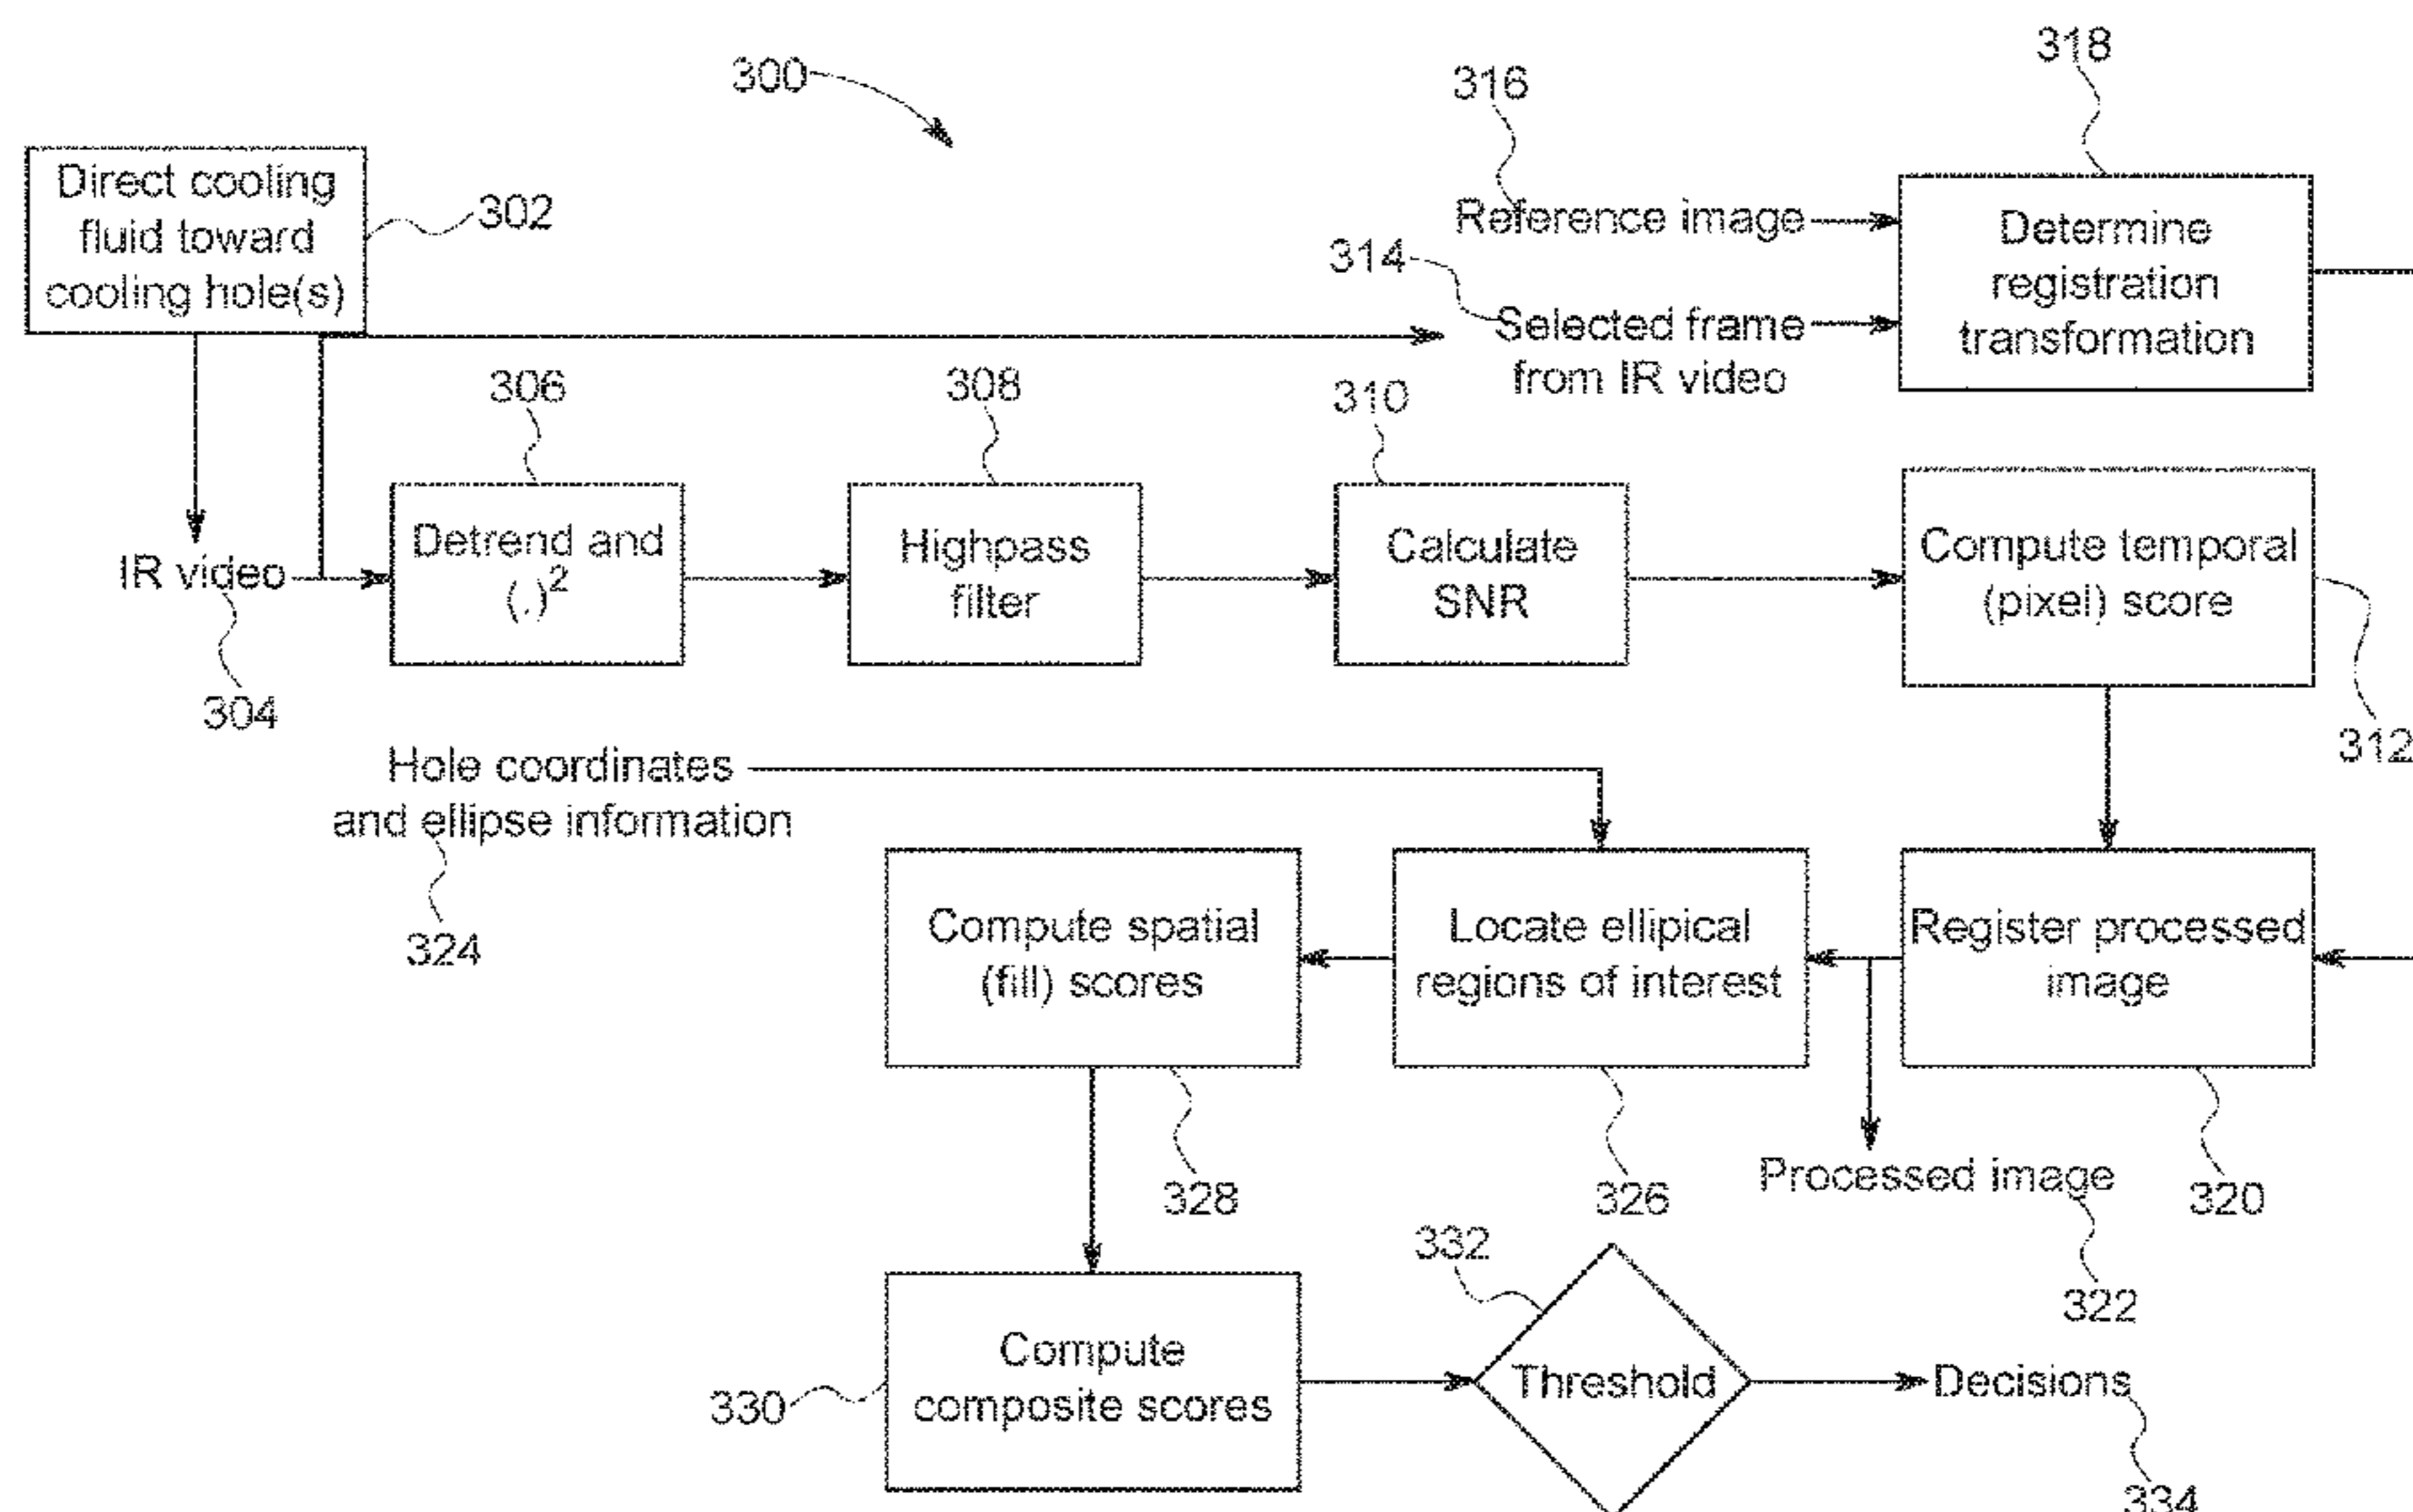 300
316
318
Direct cooling
fluid toward
cooling hole(s)
302
Reference image
314
Selected frame
from IR video
Determine
registration
transformation
306
308
310
IR video
304
Detrend and
(.)²
Highpass
filter
Calculate
SNR
Compute temporal
(pixel) score
312
Hole coordinates
and ellipse information
324
Compute spatial
(fill) scores
328
Locate ellipical
regions of interest
326
Register processed
image
320
Processed image
322
330
Compute
composite scores
332
Threshold
Decisions
334